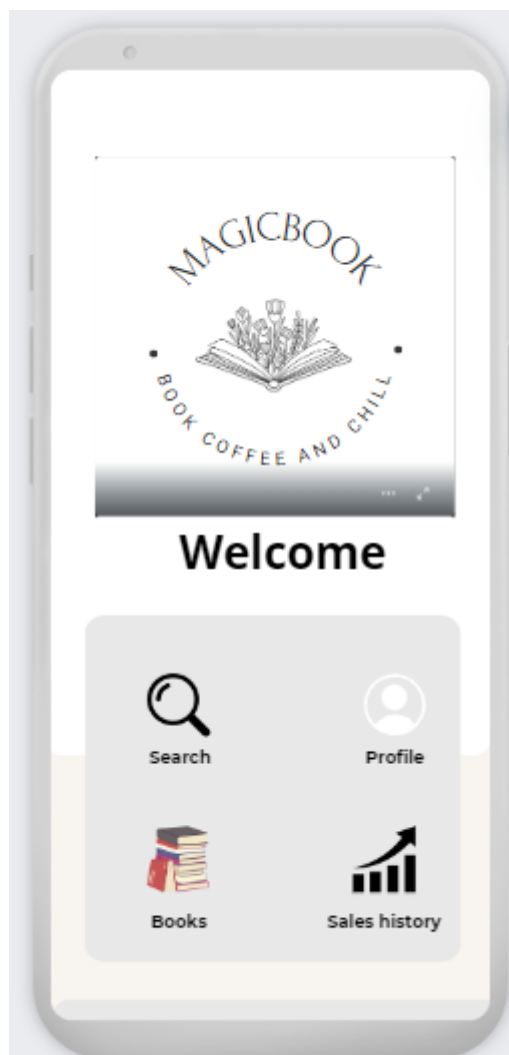 MAGICBOOK
BOOK COFFEE AND CHILL
Welcome
Search
Profile
Books
Sales history